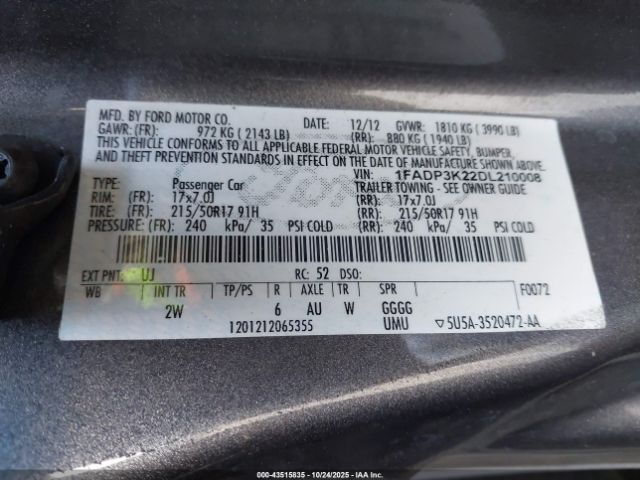 MFD. BY FORD MOTOR CO.
DATE: 12/12 GVWR: 1810 KG (3990 LB)
GAWR: (FR): 972 KG (2143 LB) (RR): 880 KG (1940 LB)
THIS VEHICLE CONFORMS TO ALL APPLICABLE FEDERAL MOTOR VEHICLE SAFETY, BUMPER,
AND THEFT PREVENTION STANDARDS IN EFFECT ON THE DATE OF MANUFACTURE SHOWN ABOVE.
VIN: 1FADP3K22DL210008
TYPE: Passenger Car TRAILER TOWING - SEE OWNER GUIDE
RIM: (FR): 17x7.0J (RR): 17x7.0J
TIRE: (FR): 215/50R17 91H (RR): 215/50R17 91H
PRESSURE: (FR): 240 kPa/ 35 PSI COLD (RR): 240 kPa/ 35 PSI COLD
EXT PNT: UJ RC: 52 DSO:
WB INT TR TP/PS R AXLE TR SPR F0072
2W 6 AU W GGGG
1201212065355 UMU ▽5U5A-3520472-AA
000-43515835 - 10/24/2025 - IAA